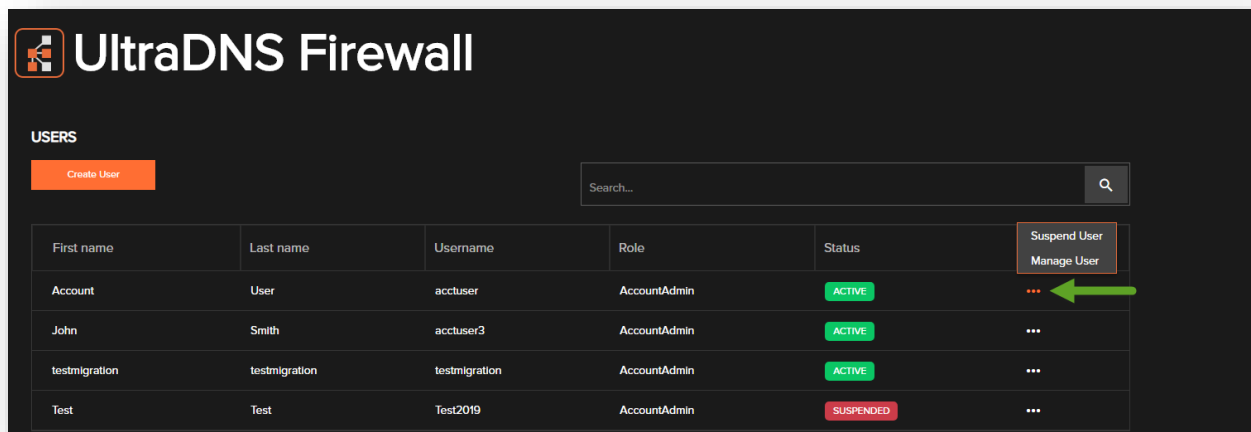 UltraDNS Firewall
USERS
Create User
Search...
First name Last name Username Role Status
Suspend User
Manage User
Account User acctuser AccountAdmin ACTIVE
John Smith acctuser3 AccountAdmin ACTIVE
testmigration testmigration testmigration AccountAdmin ACTIVE
Test Test Test2019 AccountAdmin SUSPENDED